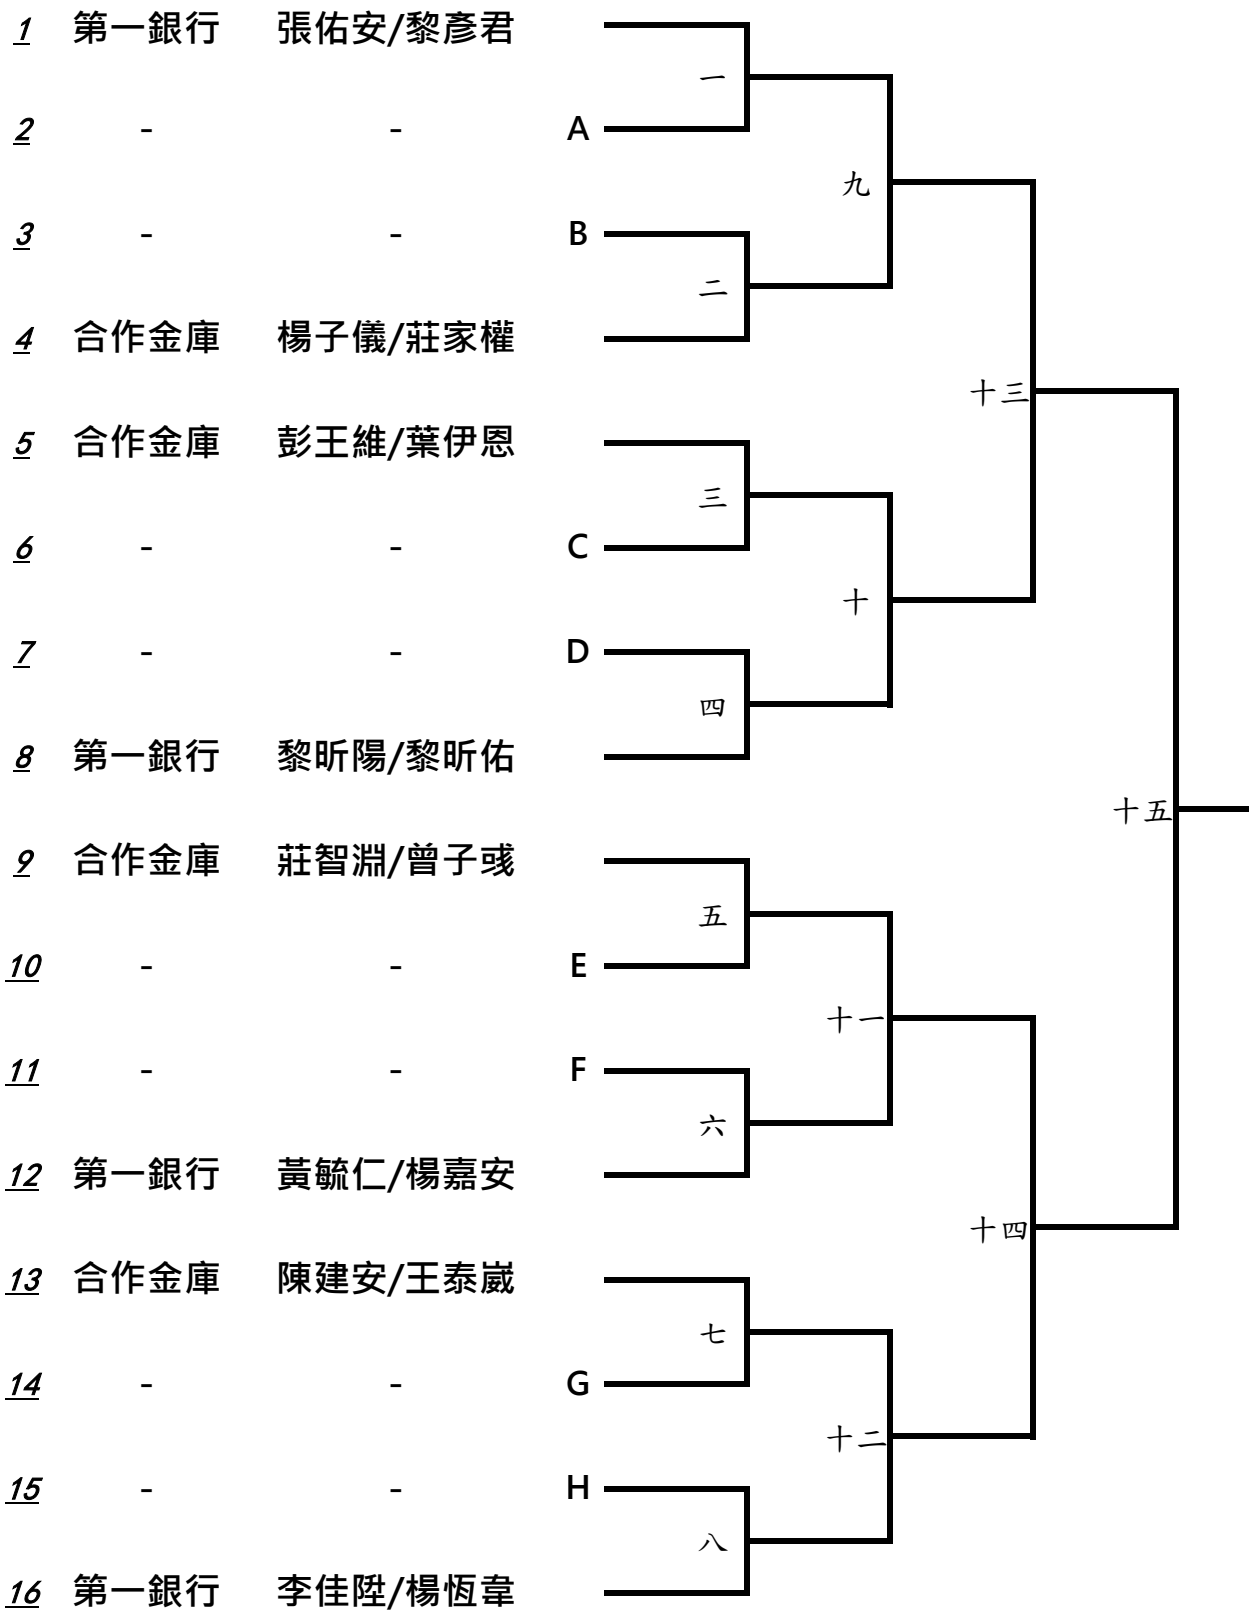 1 第一銀行 張佑安/黎彥君
一
2 - - A
九
3 - - B
二
4 合作金庫 楊子儀/莊家權
十三
5 合作金庫 彭王維/葉伊恩
三
6 - - C
十
7 - - D
四
8 第一銀行 黎昕陽/黎昕佑
十五
9 合作金庫 莊智淵/曾子彧
五
10 - - E
十一
11 - - F
六
12 第一銀行 黃毓仁/楊嘉安
十四
13 合作金庫 陳建安/王泰崴
七
14 - - G
十二
15 - - H
八
16 第一銀行 李佳陞/楊恆韋